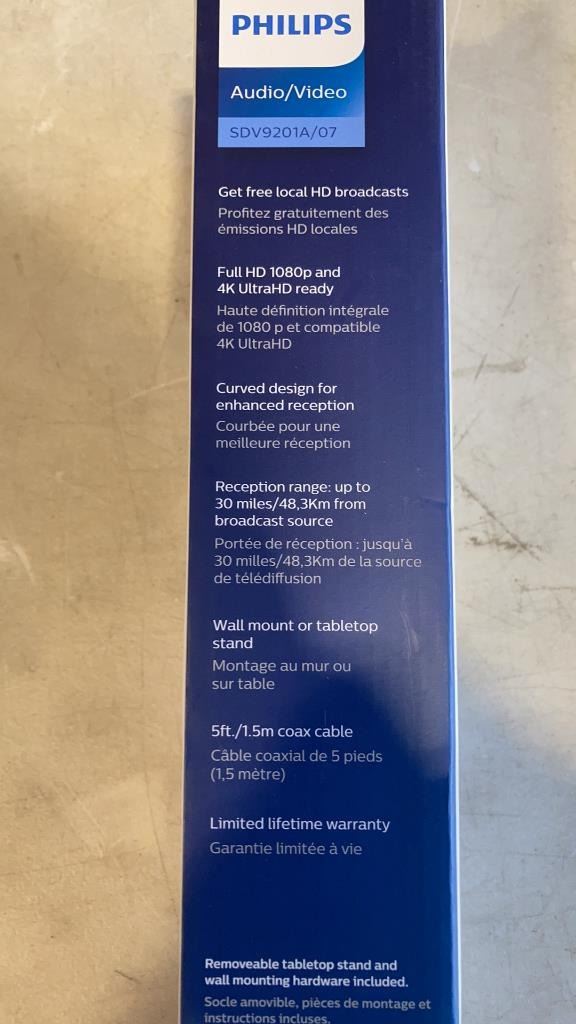 PHILIPS
Audio/Video
SDV9201A/07
Get free local HD broadcasts
Profitez gratuitement des
émissions HD locales
Full HD 1080p and
4K UltraHD ready
Haute définition intégrale
de 1080 p et compatible
4K UltraHD
Curved design for
enhanced reception
Courbée pour une
meilleure réception
Reception range: up to
30 miles/48,3Km from
broadcast source
Portée de réception : jusqu'à
30 milles/48,3Km de la source
de télédiffusion
Wall mount or tabletop
stand
Montage au mur ou
sur table
5ft./1.5m coax cable
Câble coaxial de 5 pieds
(1,5 mètre)
Limited lifetime warranty
Garantie limitée à vie
Removeable tabletop stand and
wall mounting hardware included.
Socle amovible, pièces de montage et
instructions incluses.